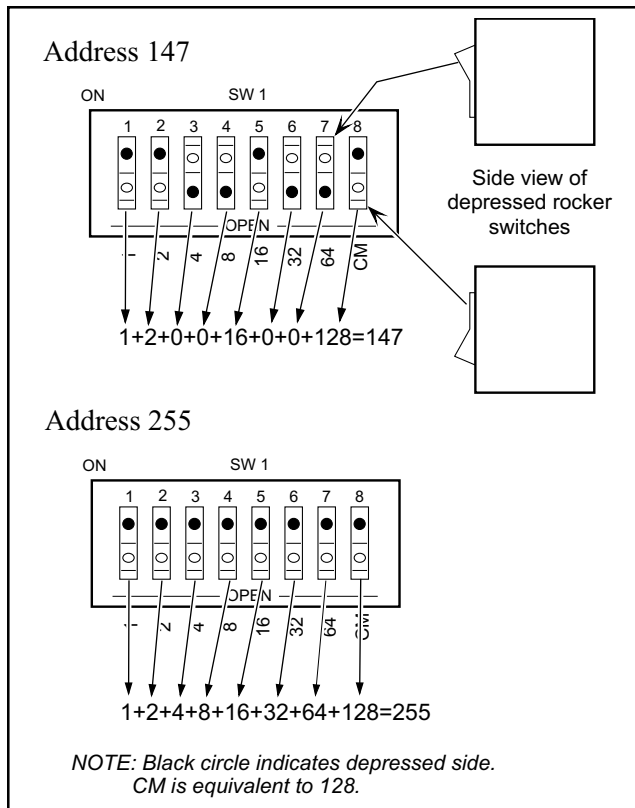 Address 147
ON SW 1
1 2 3 4 5 6 7 8
Side view of
depressed rocker
switches
OPEN
1 2 4 8 16 32 64 CM
1+2+0+0+16+0+0+128=147
Address 255
ON SW 1
1 2 3 4 5 6 7 8
OPEN
1 2 4 8 16 32 64 CM
1+2+4+8+16+32+64+128=255
NOTE: Black circle indicates depressed side.
CM is equivalent to 128.